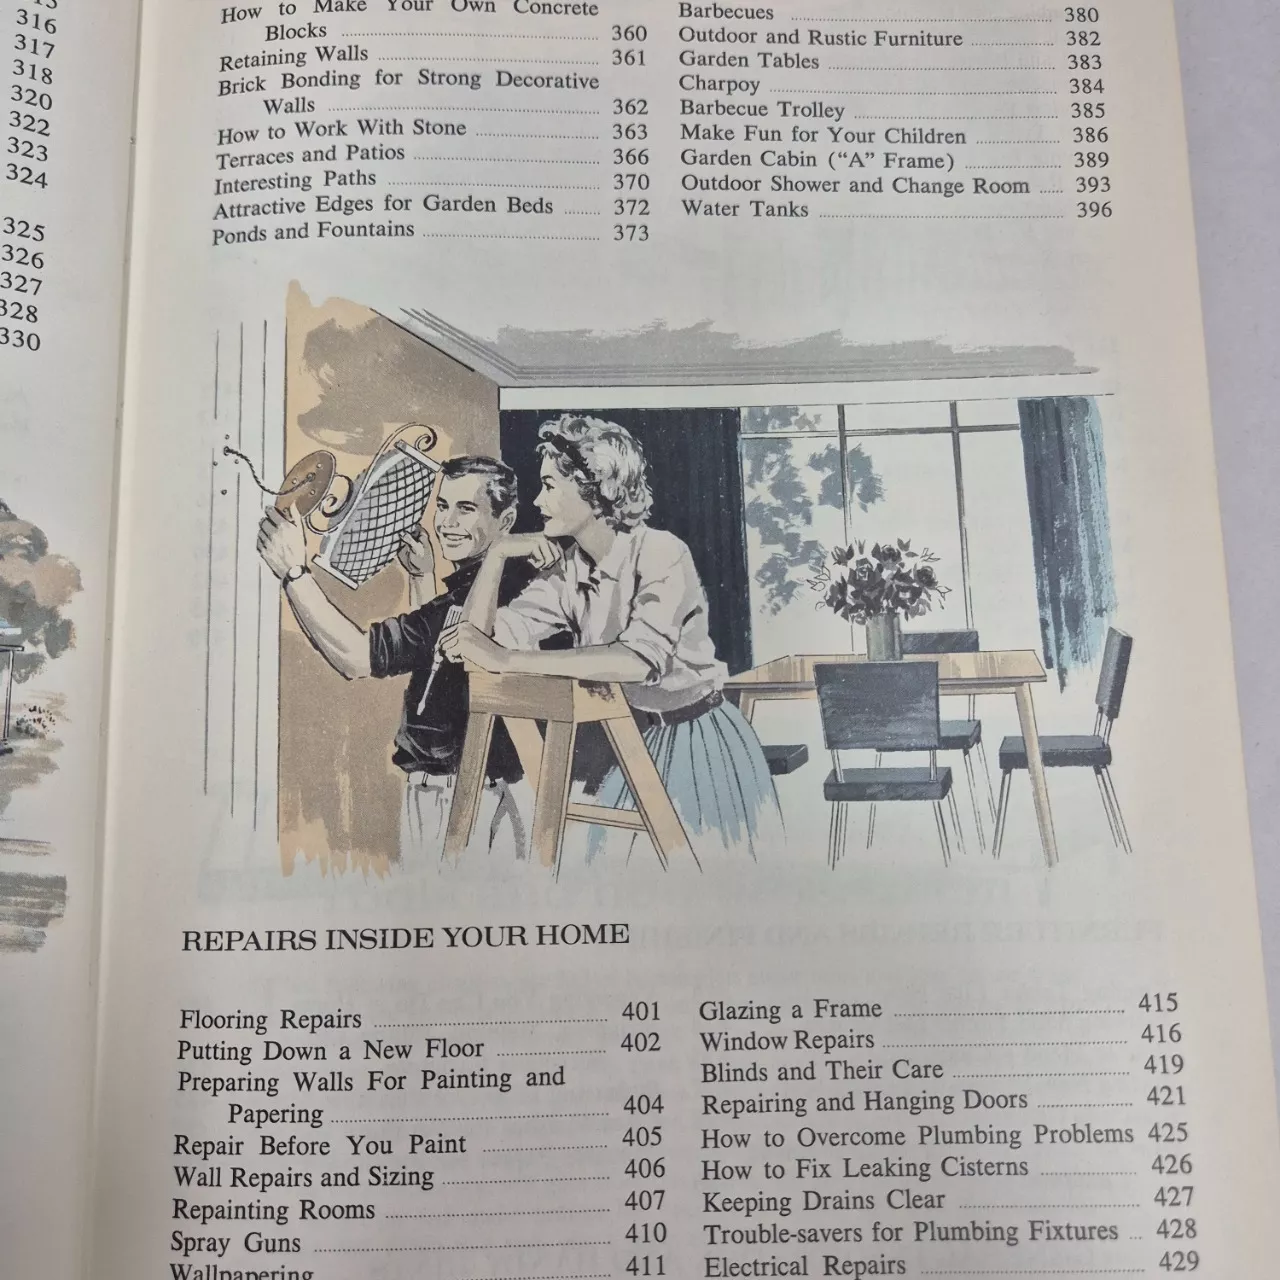 316
317
318
320
322
323
324
325
326
327
328
330
How to Make Your Own Concrete
Blocks 360
Retaining Walls 361
Brick Bonding for Strong Decorative
Walls 362
How to Work With Stone 363
Terraces and Patios 366
Interesting Paths 370
Attractive Edges for Garden Beds 372
Ponds and Fountains 373
Barbecues 380
Outdoor and Rustic Furniture 382
Garden Tables 383
Charpoy 384
Barbecue Trolley 385
Make Fun for Your Children 386
Garden Cabin (“A” Frame) 389
Outdoor Shower and Change Room 393
Water Tanks 396
REPAIRS INSIDE YOUR HOME
Flooring Repairs 401
Putting Down a New Floor 402
Preparing Walls For Painting and
Papering 404
Repair Before You Paint 405
Wall Repairs and Sizing 406
Repainting Rooms 407
Spray Guns 410
Wallpapering 411
Glazing a Frame 415
Window Repairs 416
Blinds and Their Care 419
Repairing and Hanging Doors 421
How to Overcome Plumbing Problems 425
How to Fix Leaking Cisterns 426
Keeping Drains Clear 427
Trouble-savers for Plumbing Fixtures 428
Electrical Repairs 429